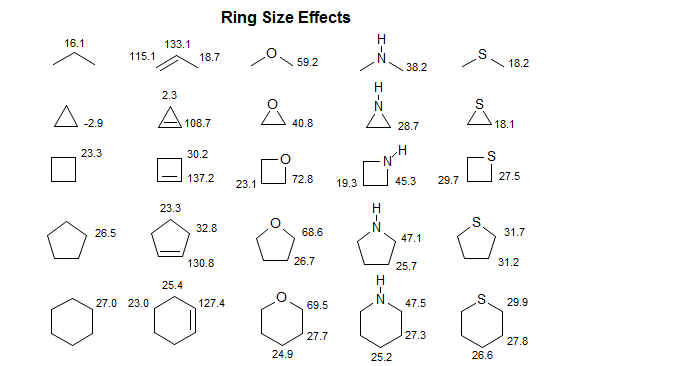 Ring Size Effects
16.1
115.1 133.1 18.7
O 59.2
H
N 38.2
S 18.2
-2.9
2.3
108.7
O
40.8
H
N
28.7
S
18.1
23.3
30.2
137.2
O
23.1 72.8
H
N
19.3 45.3
S
29.7 27.5
26.5
23.3
32.8
130.8
O
68.6
26.7
H
N
47.1
25.7
S
31.7
31.2
27.0
25.4
23.0 127.4
O
69.5
27.7
24.9
H
N
47.5
27.3
25.2
S
29.9
27.8
26.6